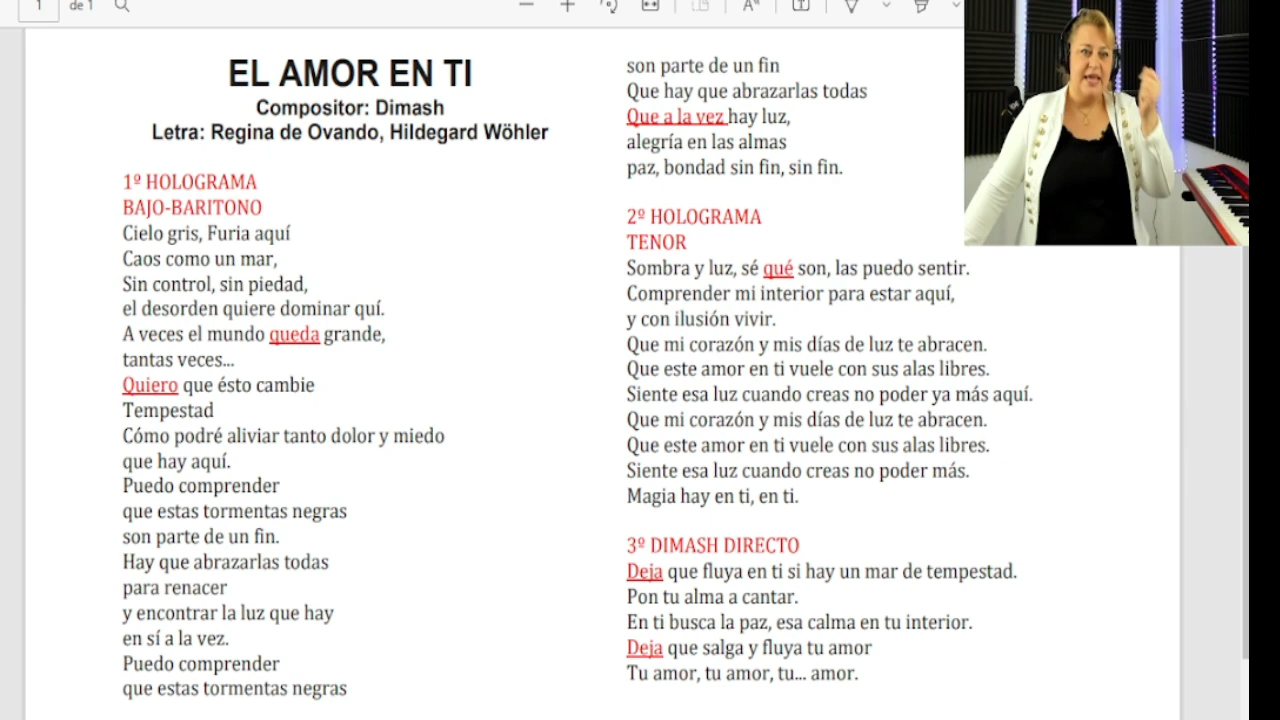 1
de 1
EL AMOR EN TI
Compositor: Dimash
Letra: Regina de Ovando, Hildegard Wöhler
1º HOLOGRAMA
BAJO-BARITONO
Cielo gris, Furia aquí
Caos como un mar,
Sin control, sin piedad,
el desorden quiere dominar quí.
A veces el mundo queda grande,
tantas veces...
Quiero que ésto cambie
Tempestad
Cómo podré aliviar tanto dolor y miedo
que hay aquí.
Puedo comprender
que estas tormentas negras
son parte de un fin.
Hay que abrazarlas todas
para renacer
y encontrar la luz que hay
en sí a la vez.
Puedo comprender
que estas tormentas negras
son parte de un fin
Que hay que abrazarlas todas
Que a la vez hay luz,
alegría en las almas
paz, bondad sin fin, sin fin.
2º HOLOGRAMA
TENOR
Sombra y luz, sé qué son, las puedo sentir.
Comprender mi interior para estar aquí,
y con ilusión vivir.
Que mi corazón y mis días de luz te abracen.
Que este amor en ti vuele con sus alas libres.
Siente esa luz cuando creas no poder ya más aquí.
Que mi corazón y mis días de luz te abracen.
Que este amor en ti vuele con sus alas libres.
Siente esa luz cuando creas no poder más.
Magia hay en ti, en ti.
3º DIMASH DIRECTO
Deja que fluya en ti si hay un mar de tempestad.
Pon tu alma a cantar.
En ti busca la paz, esa calma en tu interior.
Deja que salga y fluya tu amor
Tu amor, tu amor, tu... amor.